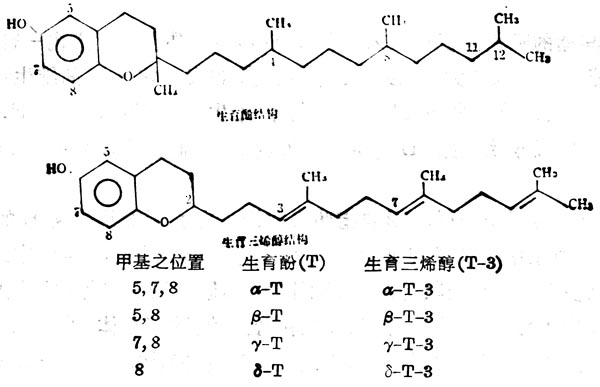 5 CH₃ CH₃ CH₃
HO
7 O 4 8 11 12 CH₃
8 CH₃
生育酚结构
5 CH₃ CH₃ CH₃
HO
7 O 2 3 7 CH₃
8
生育三烯醇结构
甲基之位置 生育酚(T) 生育三烯醇(T-3)
5,7,8 α-T α-T-3
5,8 β-T β-T-3
7,8 γ-T γ-T-3
8 δ-T δ-T-3